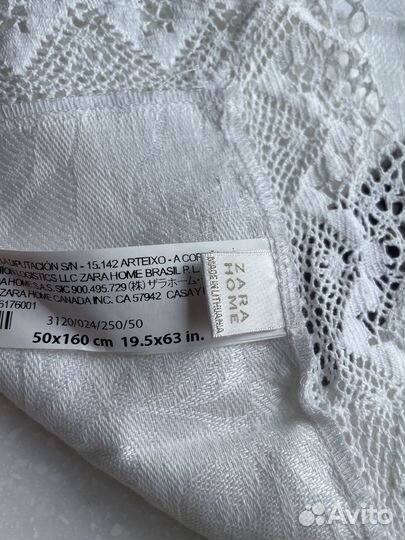 DIPUTACIÓN S/N - 15.142 ARTEIXO - A COR
LOGISTICS LLC ZARA HOME BRASIL P. L
HOME S.A.S. SIC 900.495.729 (株) ザラホーム
ZARA HOME CANADA INC. CA 57942 CASA Y
5176001
3120/024/250/50
50x160 cm 19.5x63 in.
ZARA
HOME
MADE IN LITHUANIA
Avito